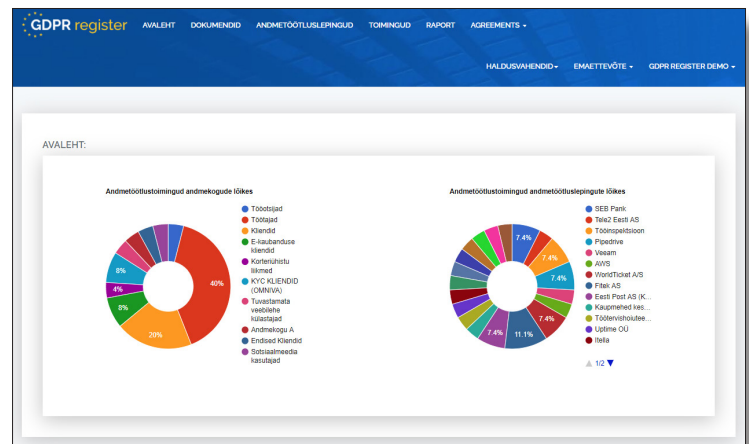 GDPR register AVALEHT DOKUMENDID ANDMETÖÖTLUSLEPINGUD TOIMINGUD RAPORT AGREEMENTS
HALDUSVAHENDID EMAETTEVÕTE GDPR REGISTER DEMO
AVALEHT:
Andmetöötlustoimingud andmekogude lõikes
40%
20%
8%
4%
8%
Tööotsijad
Töötajad
Kliendid
E-kaubanduse
kliendid
Korteriühistu
liikmed
KYC KLIENDID
(OMNIVA)
Tuvastamata
veebilehe
külastajad
Andmekogu A
Endised Kliendid
Sotsiaalmeedia
kasutajad
Andmetöötlustoimingud andmetöötluslepingute lõikes
7.4%
7.4%
7.4%
7.4%
11.1%
7.4%
SEB Pank
Tele2 Eesti AS
Tööinspektsioon
Pipedrive
Veeam
AWS
WorldTicket A/S
Fitek AS
Eesti Post AS (K...
Kaupmehed kes...
Töötervishoiutee...
Uptime OÜ
Itella
1/2